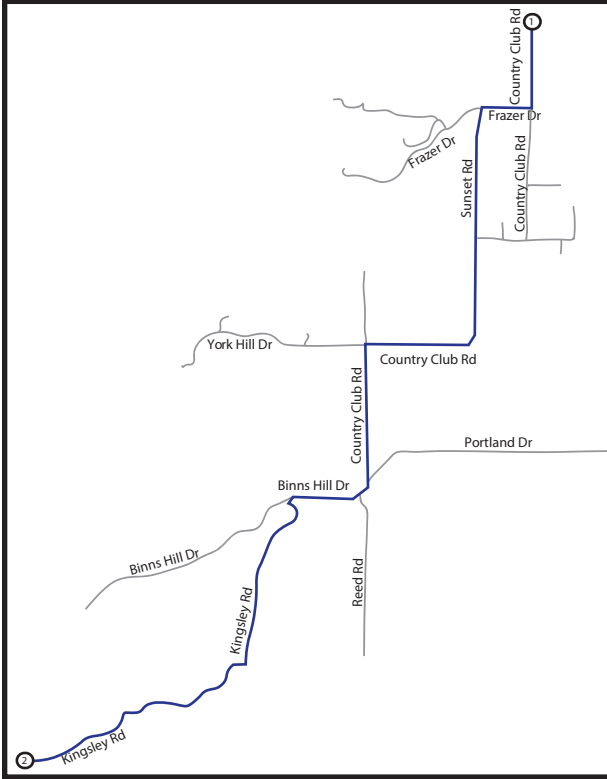 1
Country Club Rd
Frazer Dr
Frazer Dr
Country Club Rd
Sunset Rd
York Hill Dr
Country Club Rd
Country Club Rd
Portland Dr
Binns Hill Dr
Binns Hill Dr
Reed Rd
Kingsley Rd
Kingsley Rd
2